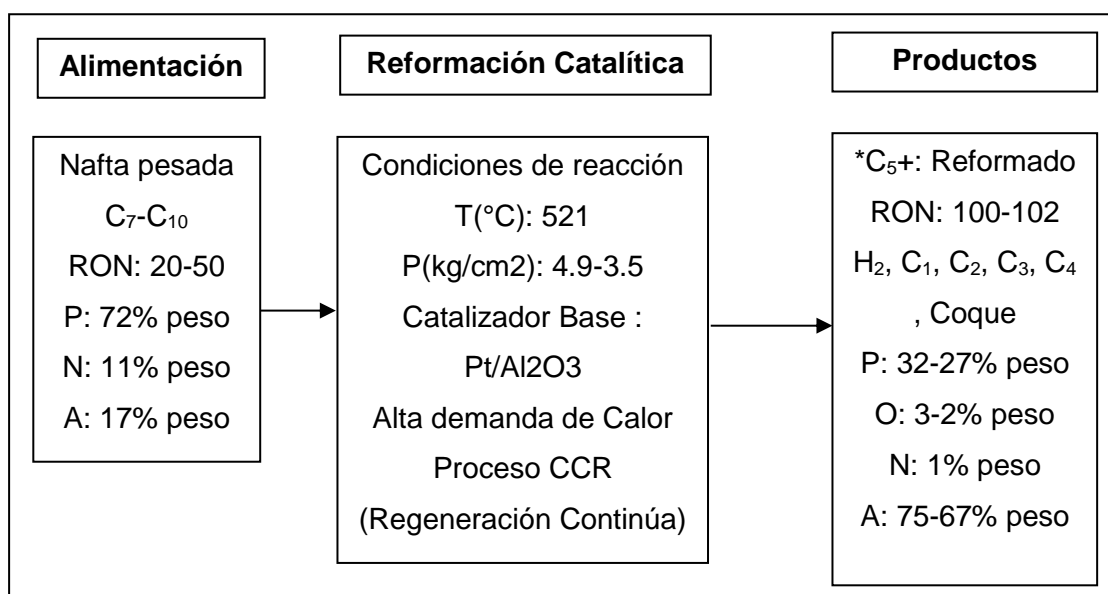 Alimentación
Nafta pesada
C₇-C₁₀
RON: 20-50
P: 72% peso
N: 11% peso
A: 17% peso
Reformación Catalítica
Condiciones de reacción
T(°C): 521
P(kg/cm2): 4.9-3.5
Catalizador Base :
Pt/Al2O3
Alta demanda de Calor
Proceso CCR
(Regeneración Continúa)
Productos
*C₅+: Reformado
RON: 100-102
H₂, C₁, C₂, C₃, C₄
, Coque
P: 32-27% peso
O: 3-2% peso
N: 1% peso
A: 75-67% peso